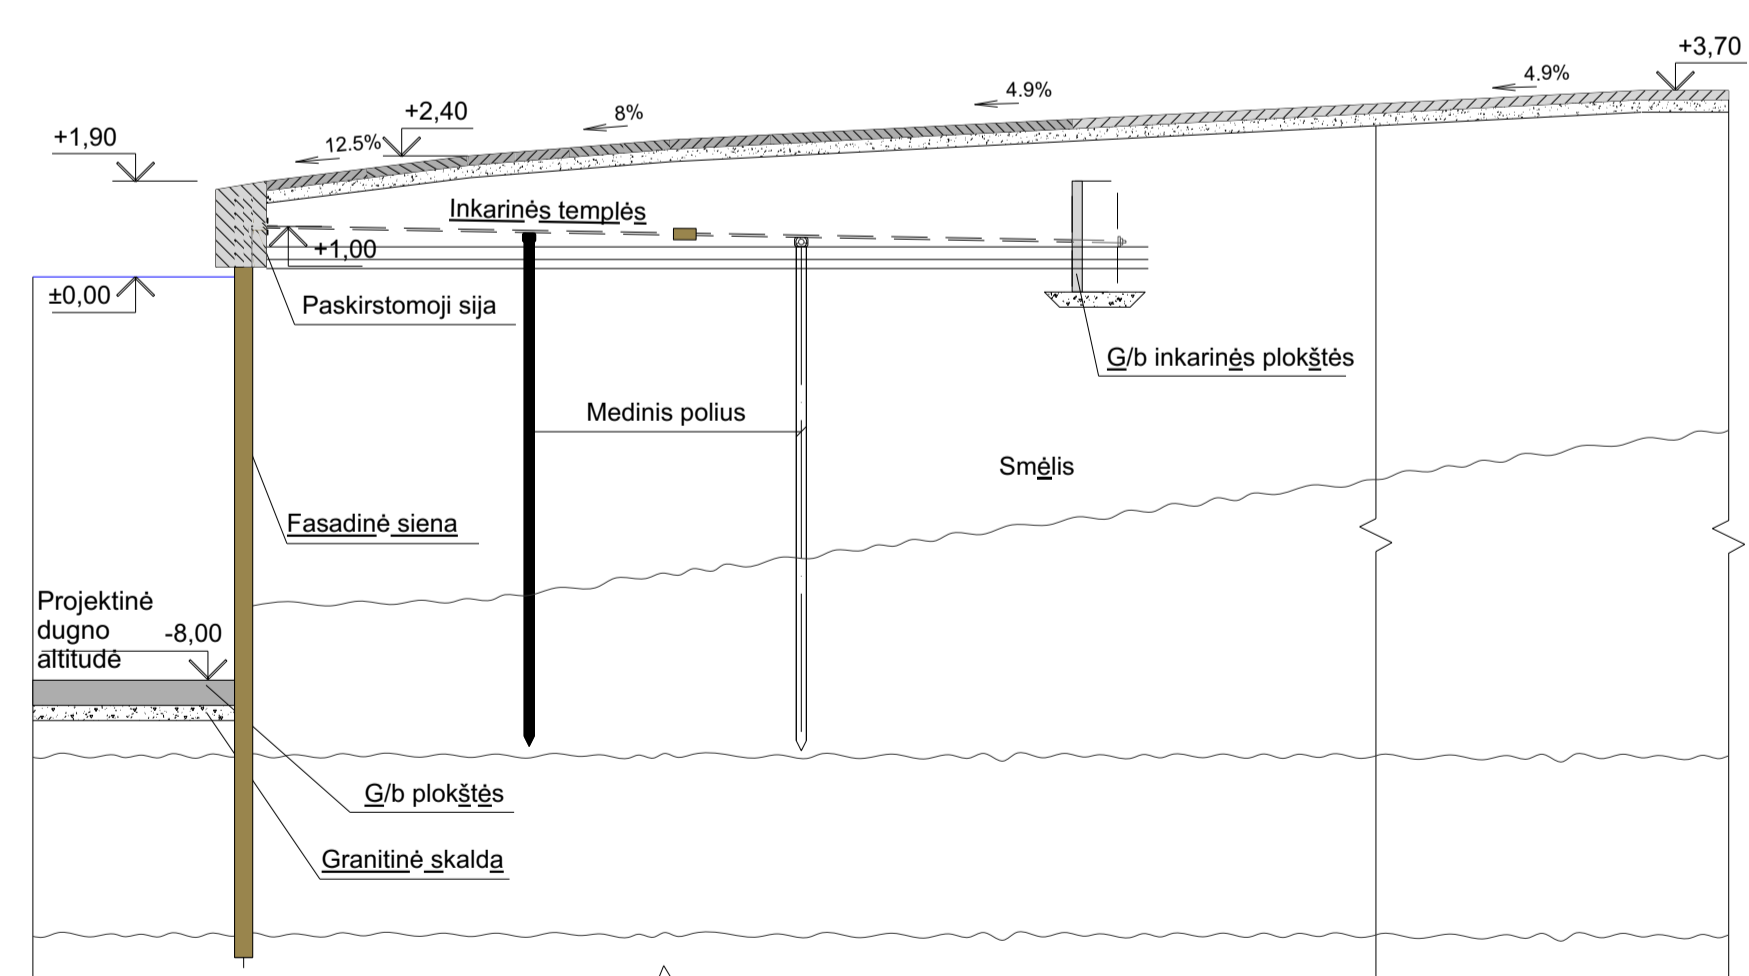 +3,70
4.9%
4.9%
+2,40
8%
12.5%
+1,90
Inkarinės templės
+1,00
±0,00
Paskirstomoji sija
G/b inkarinės plokštės
Medinis polius
Smėlis
Fasadinė siena
Projektinė
dugno
-8,00
altitudė
G/b plokštės
Granitinė skalda